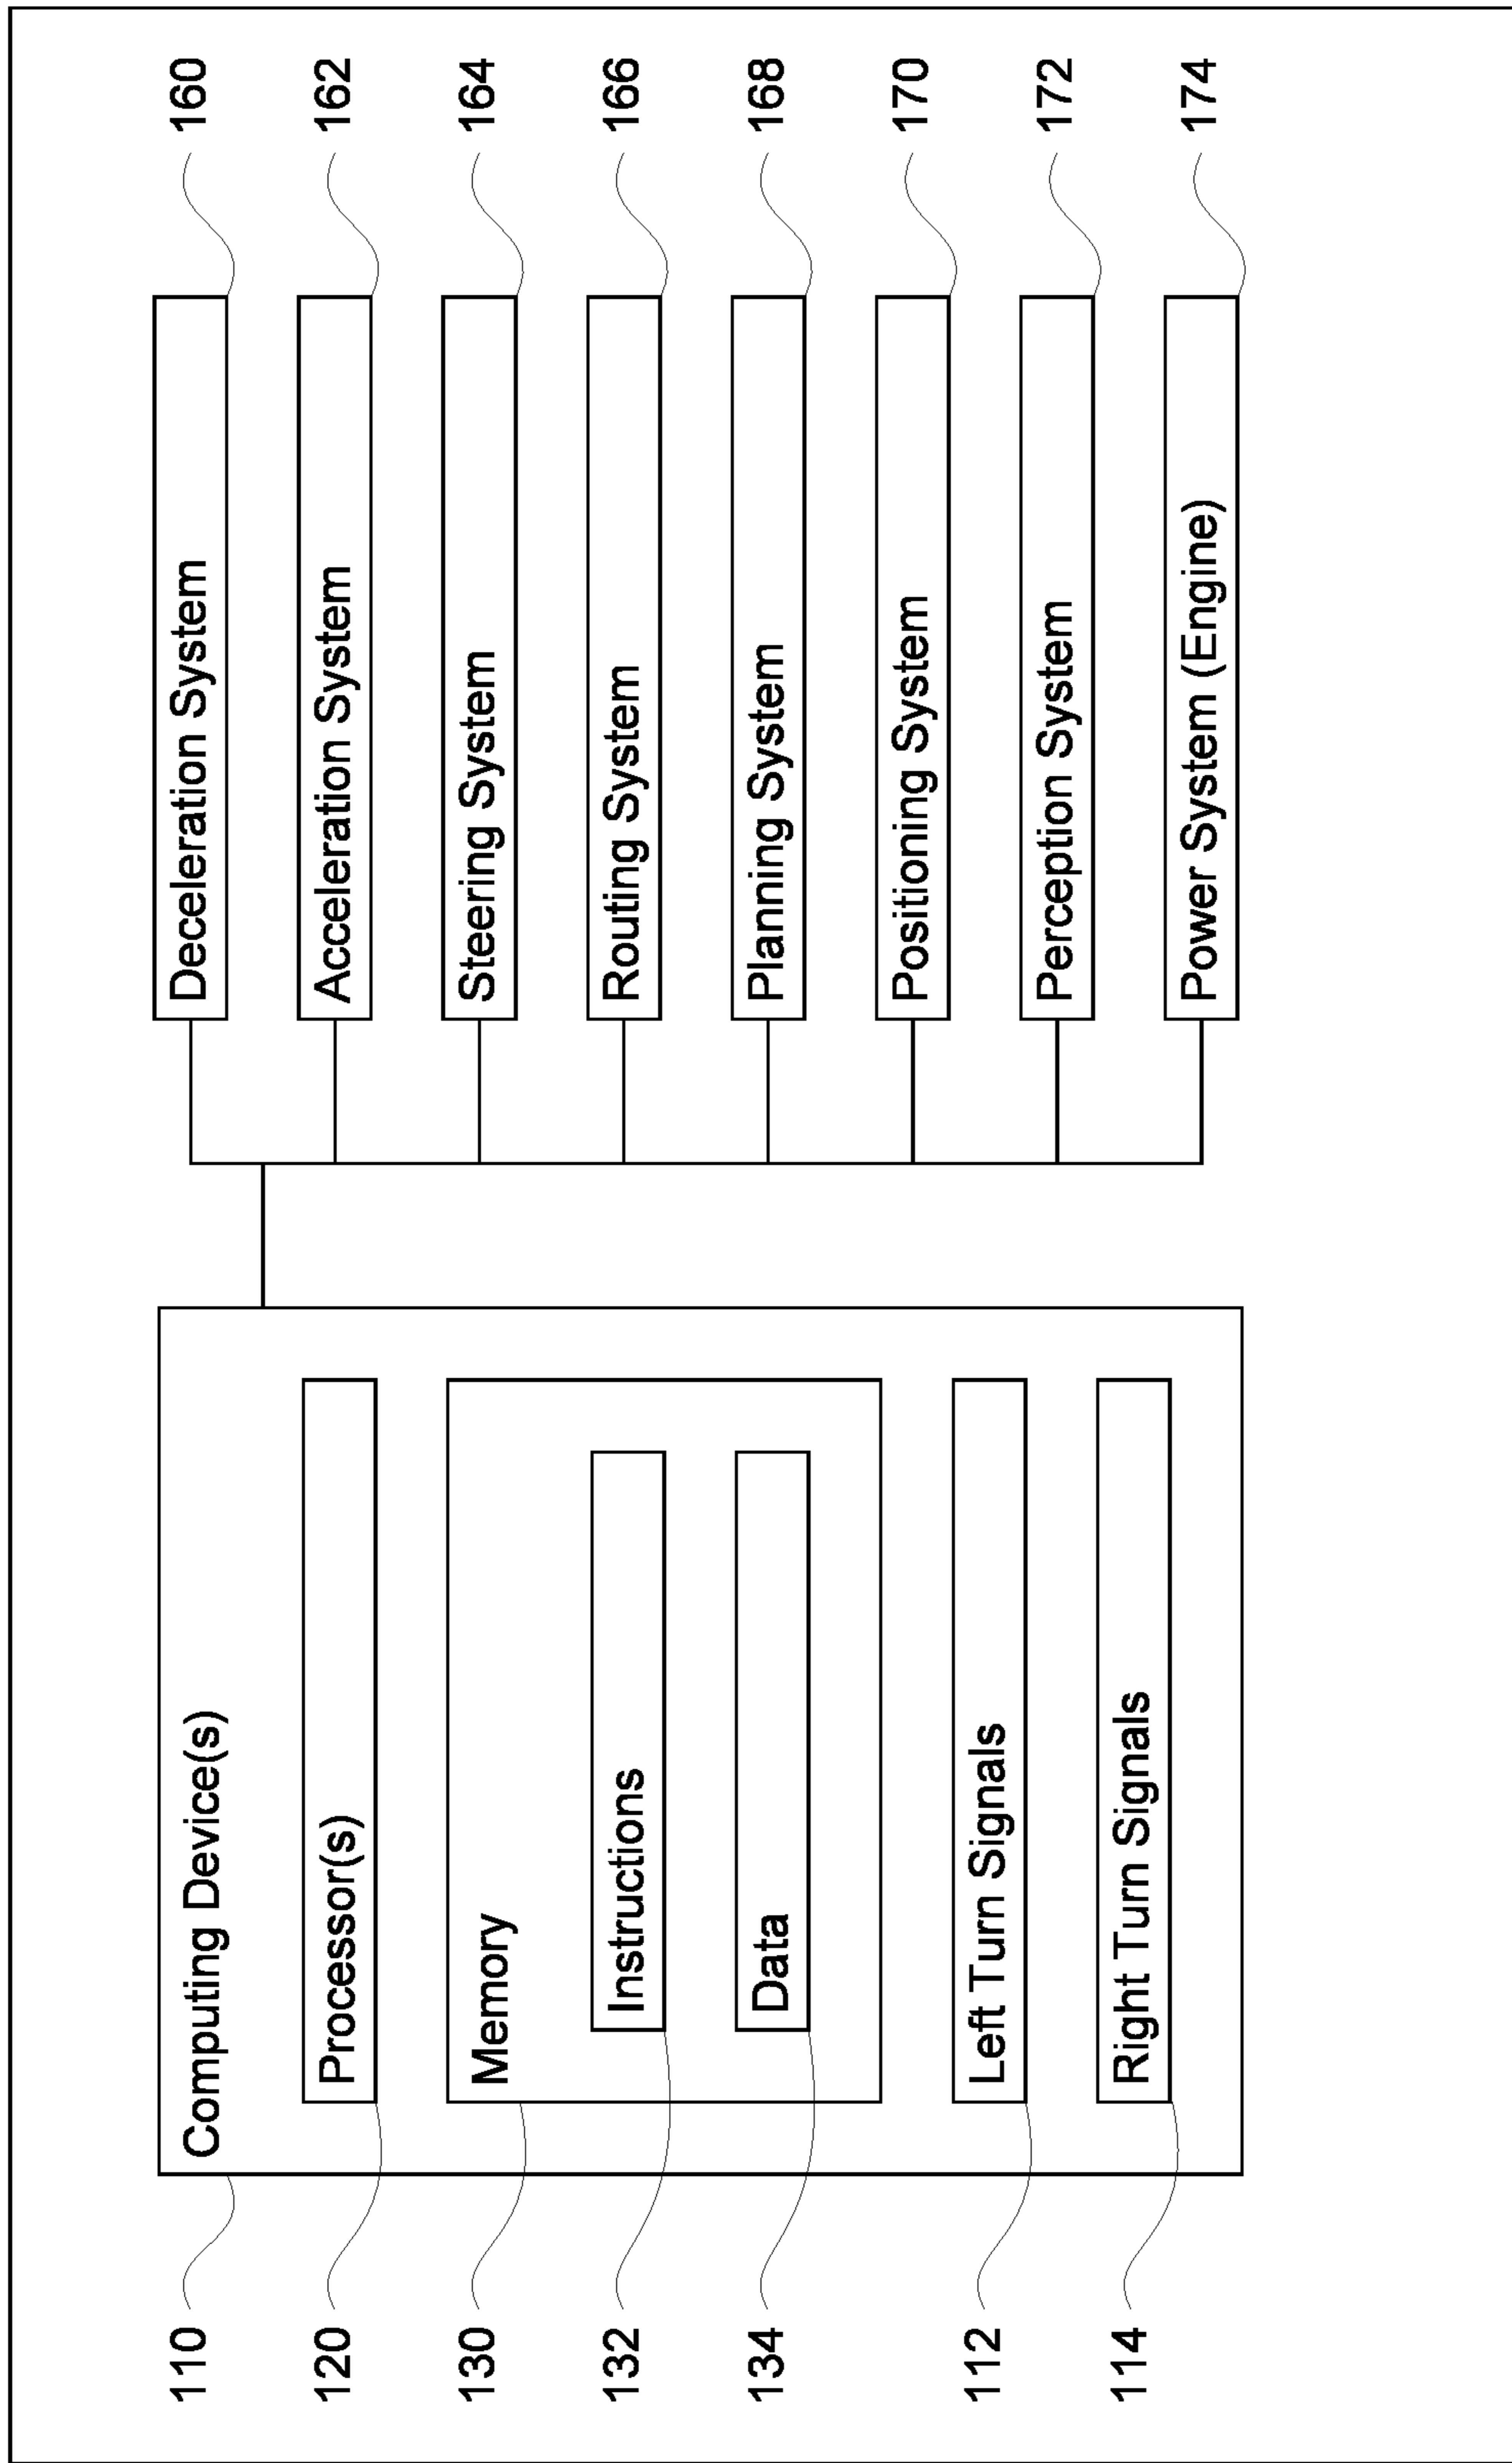 110 Computing Device(s)
120 Processor(s)
130 Memory
132 Instructions
134 Data
112 Left Turn Signals
114 Right Turn Signals
Deceleration System 160
Acceleration System 162
Steering System 164
Routing System 166
Planning System 168
Positioning System 170
Perception System 172
Power System (Engine) 174